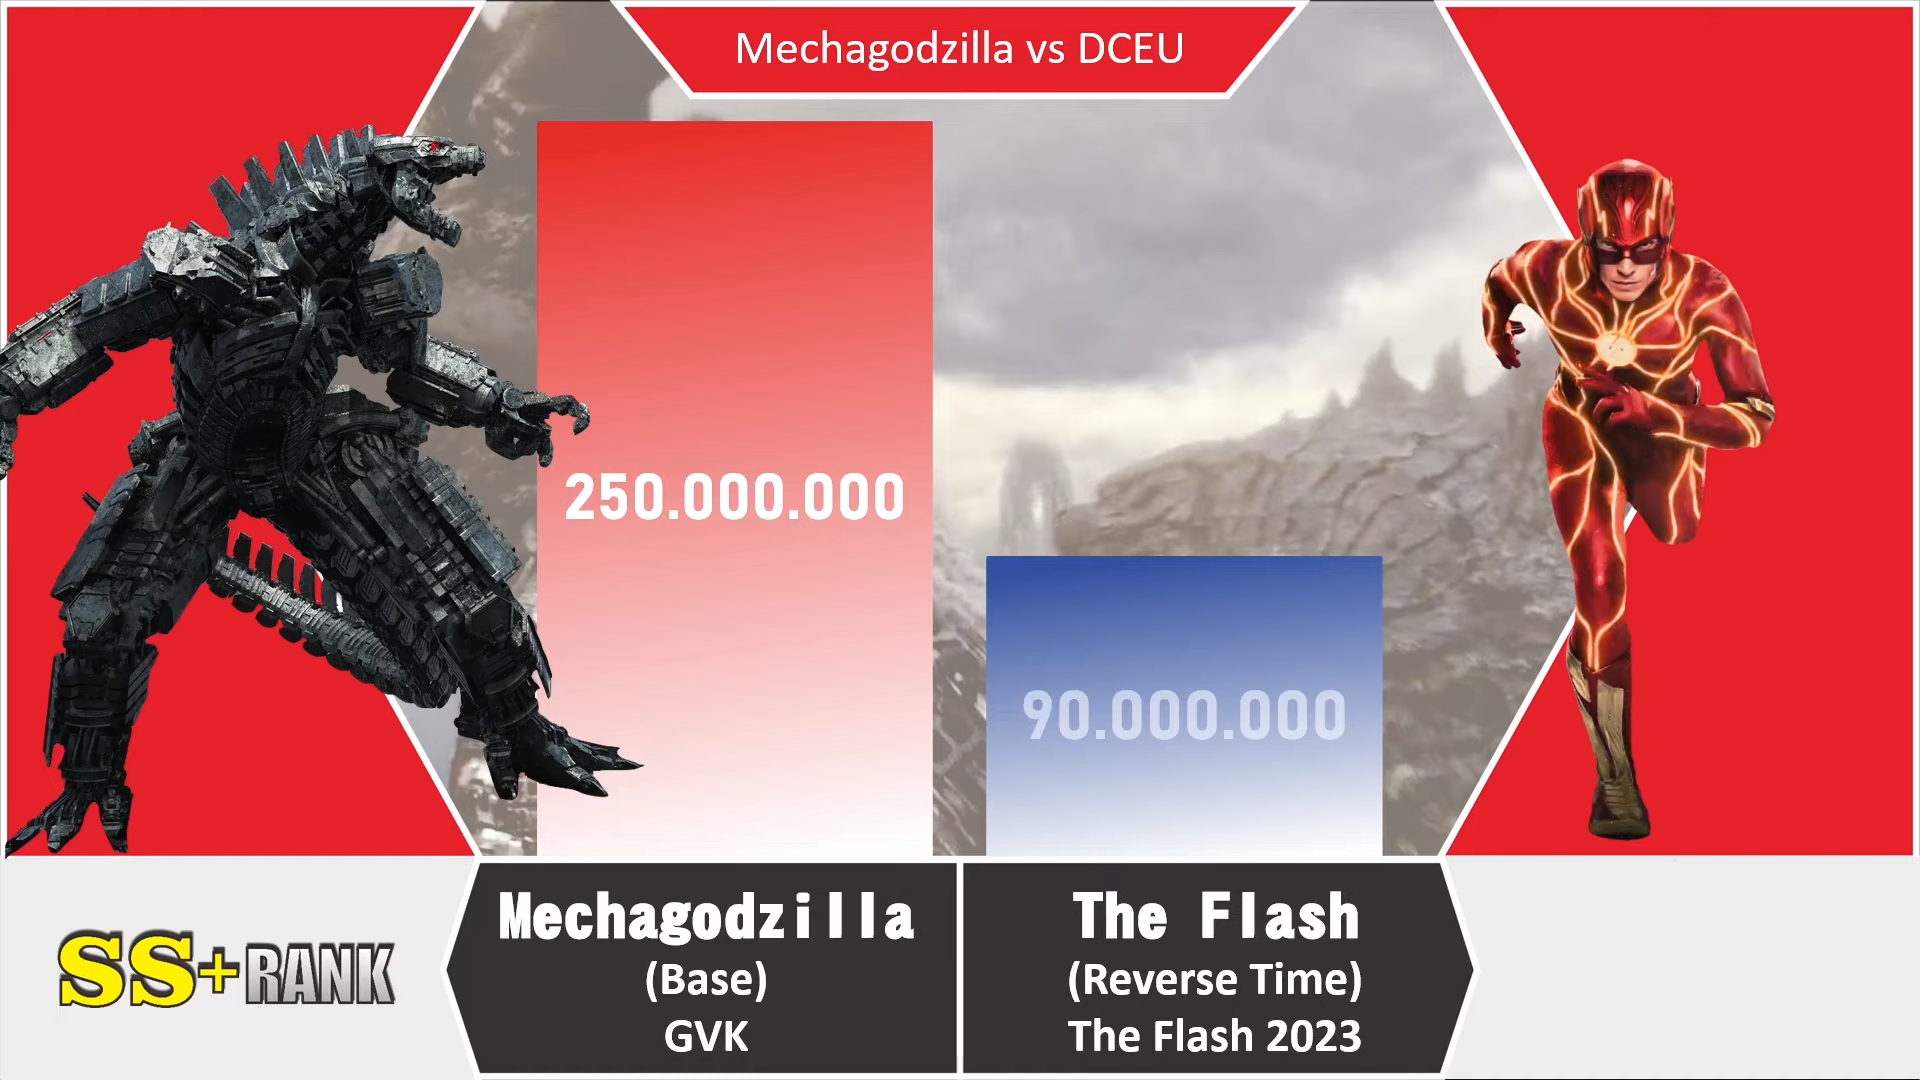 Mechagodzilla vs DCEU
250.000.000
90.000.000
SS+RANK
Mechagodzilla
(Base)
GVK
The Flash
(Reverse Time)
The Flash 2023